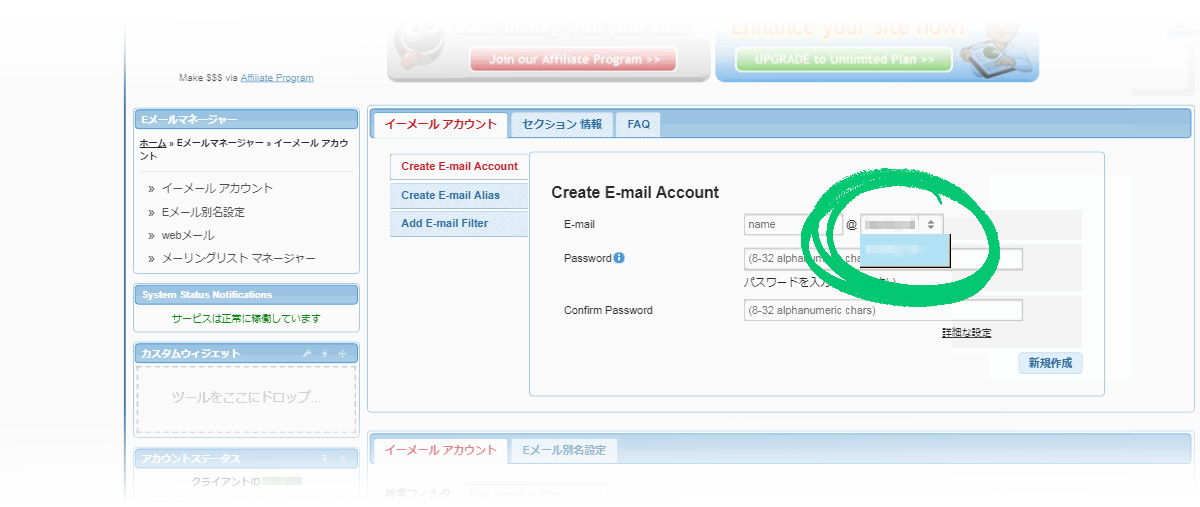 Make money with your site!
Enhance your site now!
Join our Affiliate Program >>
UPGRADE to Unlimited Plan >>
Make $$$ via Affiliate Program
Eメールマネージャー
ホーム » Eメールマネージャー » イーメール アカウ
ント
» イーメール アカウント
» Eメール別名設定
» webメール
» メーリングリスト マネージャー
System Status Notifications
サービスは正常に稼働しています
カスタムウィジェット
ツールをここにドロップ...
アカウントステータス
クライアントID
イーメール アカウント
セクション 情報
FAQ
Create E-mail Account
Create E-mail Alias
Add E-mail Filter
Create E-mail Account
E-mail
name
@
Password
(8-32 alphanumeric cha
パスワードを入力
Confirm Password
(8-32 alphanumeric chars)
詳細な設定
新規作成
イーメール アカウント
Eメール別名設定
検索フィルタ: